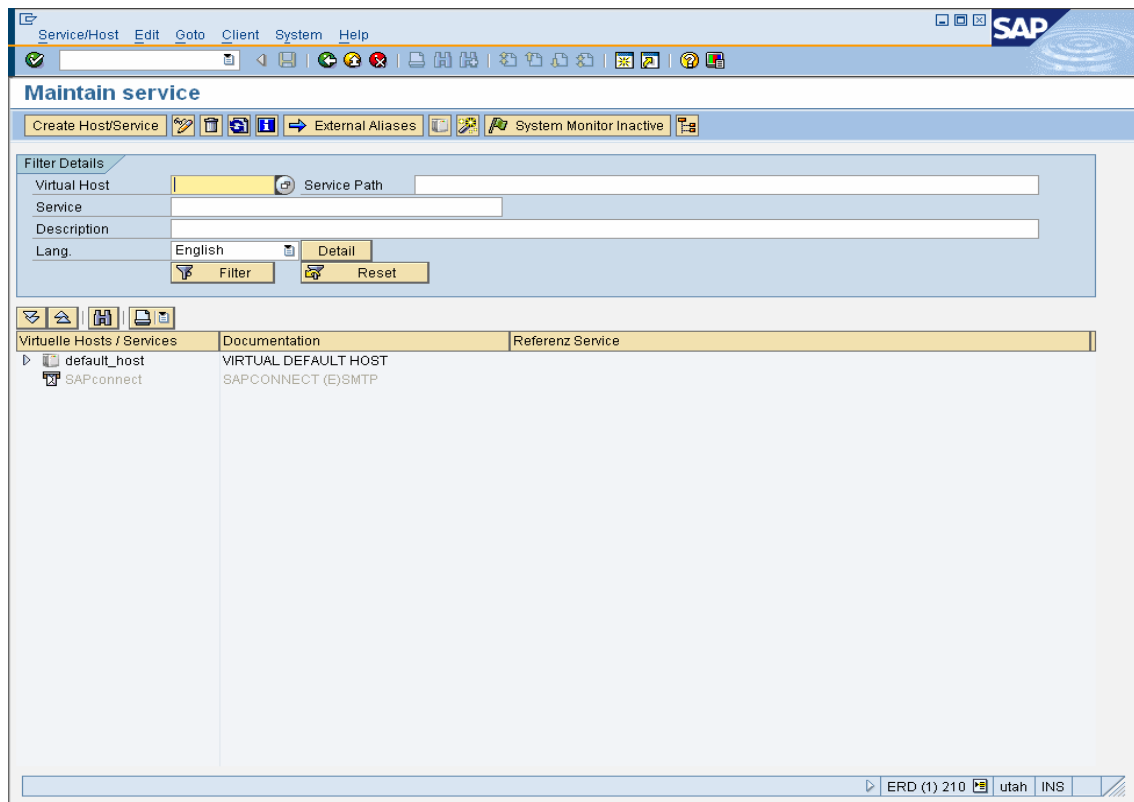 Service/Host Edit Goto Client System Help
SAP
Maintain service
Create Host/Service External Aliases System Monitor Inactive
Filter Details
Virtual Host Service Path
Service
Description
Lang. English Detail
Filter Reset
Virtuelle Hosts / Services Documentation Referenz Service
default_host VIRTUAL DEFAULT HOST
SAPconnect SAPCONNECT (E)SMTP
ERD (1) 210 utah INS